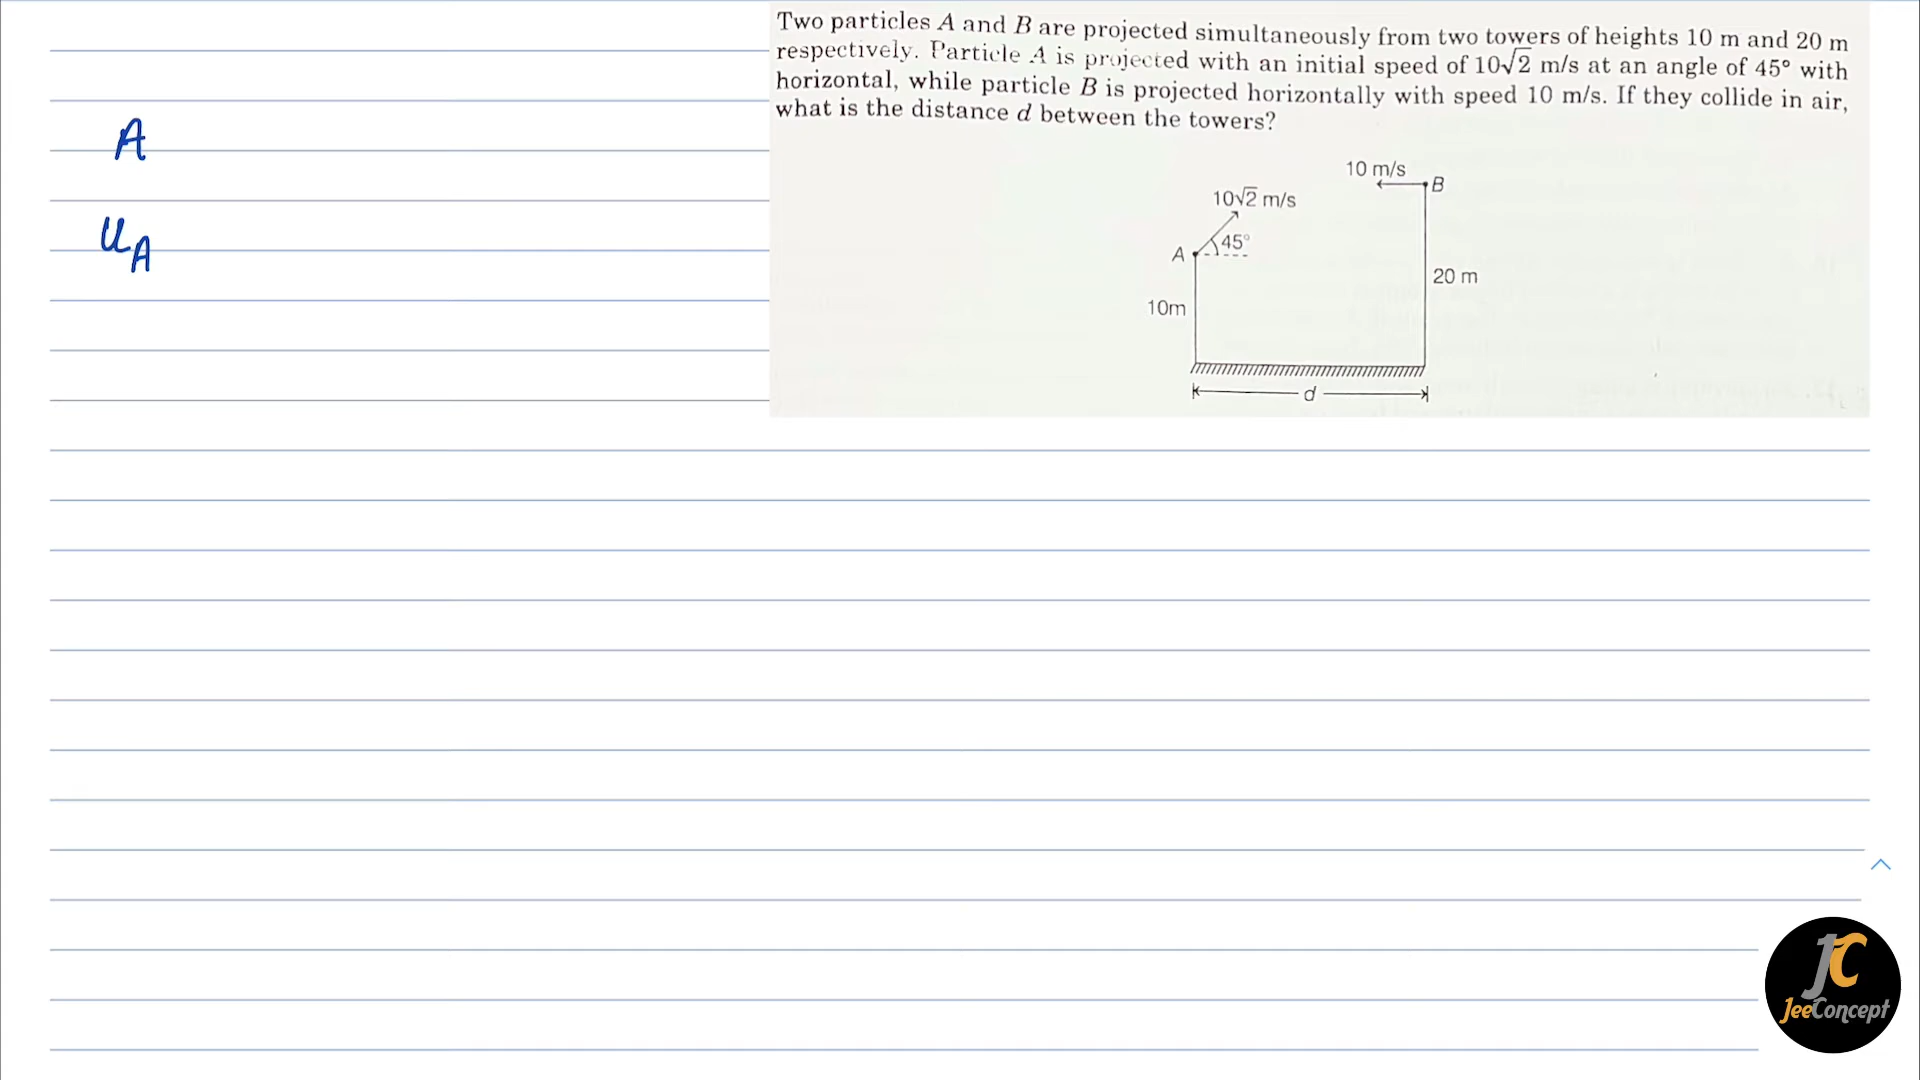 Two particles A and B are projected simultaneously from two towers of heights 10 m and 20 m
respectively. Particle A is projected with an initial speed of 10√2 m/s at an angle of 45° with
horizontal, while particle B is projected horizontally with speed 10 m/s. If they collide in air,
what is the distance d between the towers?
A
u_A
10 m/s
B
10√2 m/s
45°
A
20 m
10m
d
JC
JeeConcept